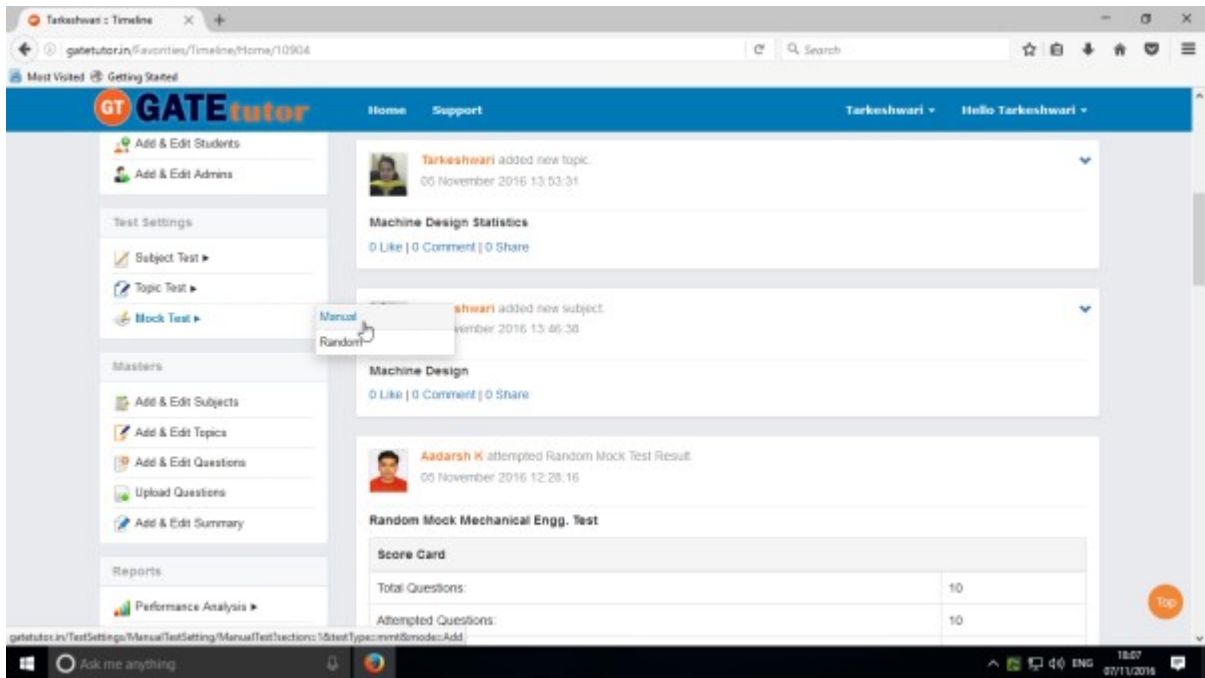 Tarkeshwari :: Timeline
gatetutor.in/Favorities/Timeline/Home/10904
Search
Most Visited Getting Started
GT GATEtutor Home Support Tarkeshwari Hello Tarkeshwari
Add & Edit Students
Add & Edit Admins
Test Settings
Subject Test
Topic Test
Mock Test
Manual
Random
Masters
Add & Edit Subjects
Add & Edit Topics
Add & Edit Questions
Upload Questions
Add & Edit Summary
Reports
Performance Analysis
Tarkeshwari added new topic.
05 November 2016 13:53:31
Machine Design Statistics
0 Like | 0 Comment | 0 Share
shwari added new subject.
vember 2016 13:46:38
Machine Design
0 Like | 0 Comment | 0 Share
Aadarsh K attempted Random Mock Test Result.
05 November 2016 12:28:16
Random Mock Mechanical Engg. Test
Score Card
Total Questions: 10
Attempted Questions: 10
Top
gatetutor.in/TestSettings/ManualTestSetting/ManualTest?section=1&testType=mmt&mode=Add
Ask me anything
ENG
18:07
07/11/2016